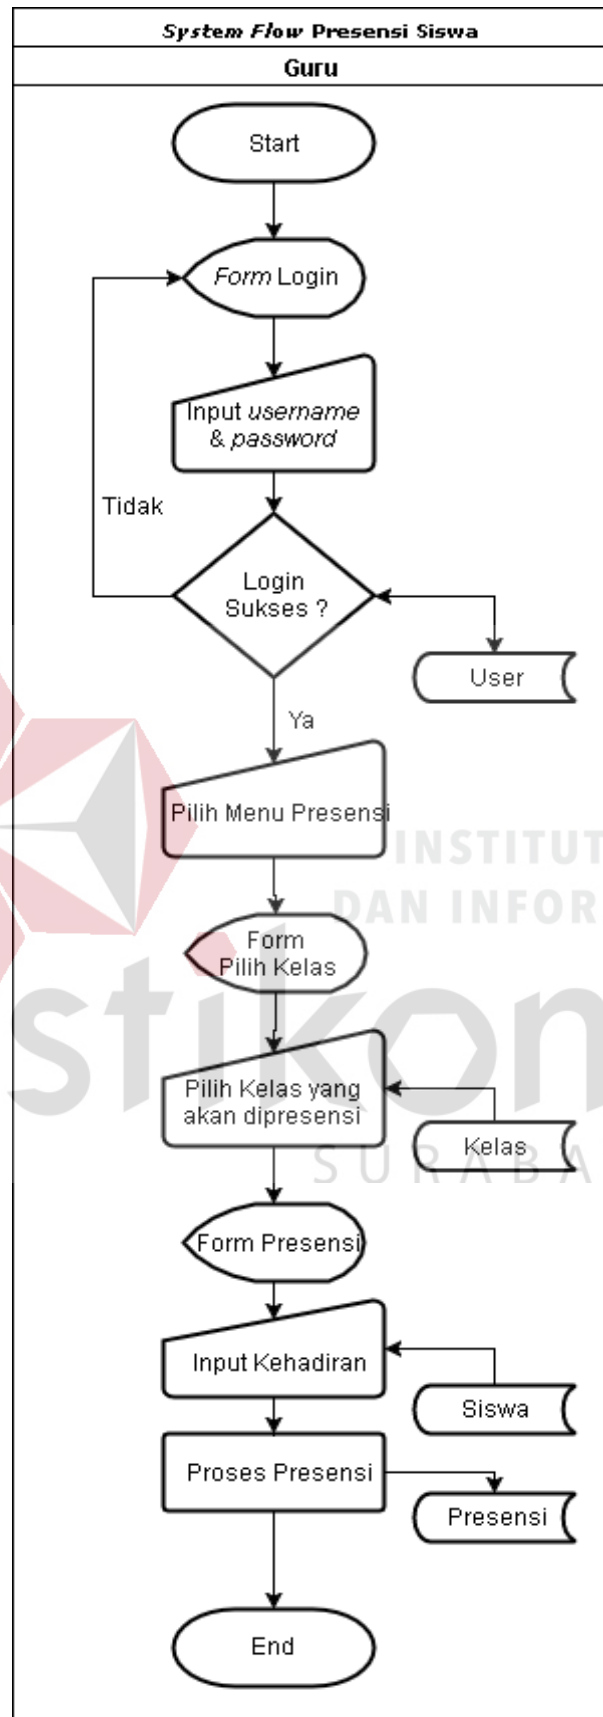 System Flow Presensi Siswa
Guru
Start
Form Login
Input username
& password
Tidak
Login
Sukses ?
User
Ya
Pilih Menu Presensi
INSTITUT
DAN INFOR
Form
Pilih Kelas
stikom
Pilih Kelas yang
akan dipresensi
Kelas
SURABA
Form Presensi
Input Kehadiran
Siswa
Proses Presensi
Presensi
End